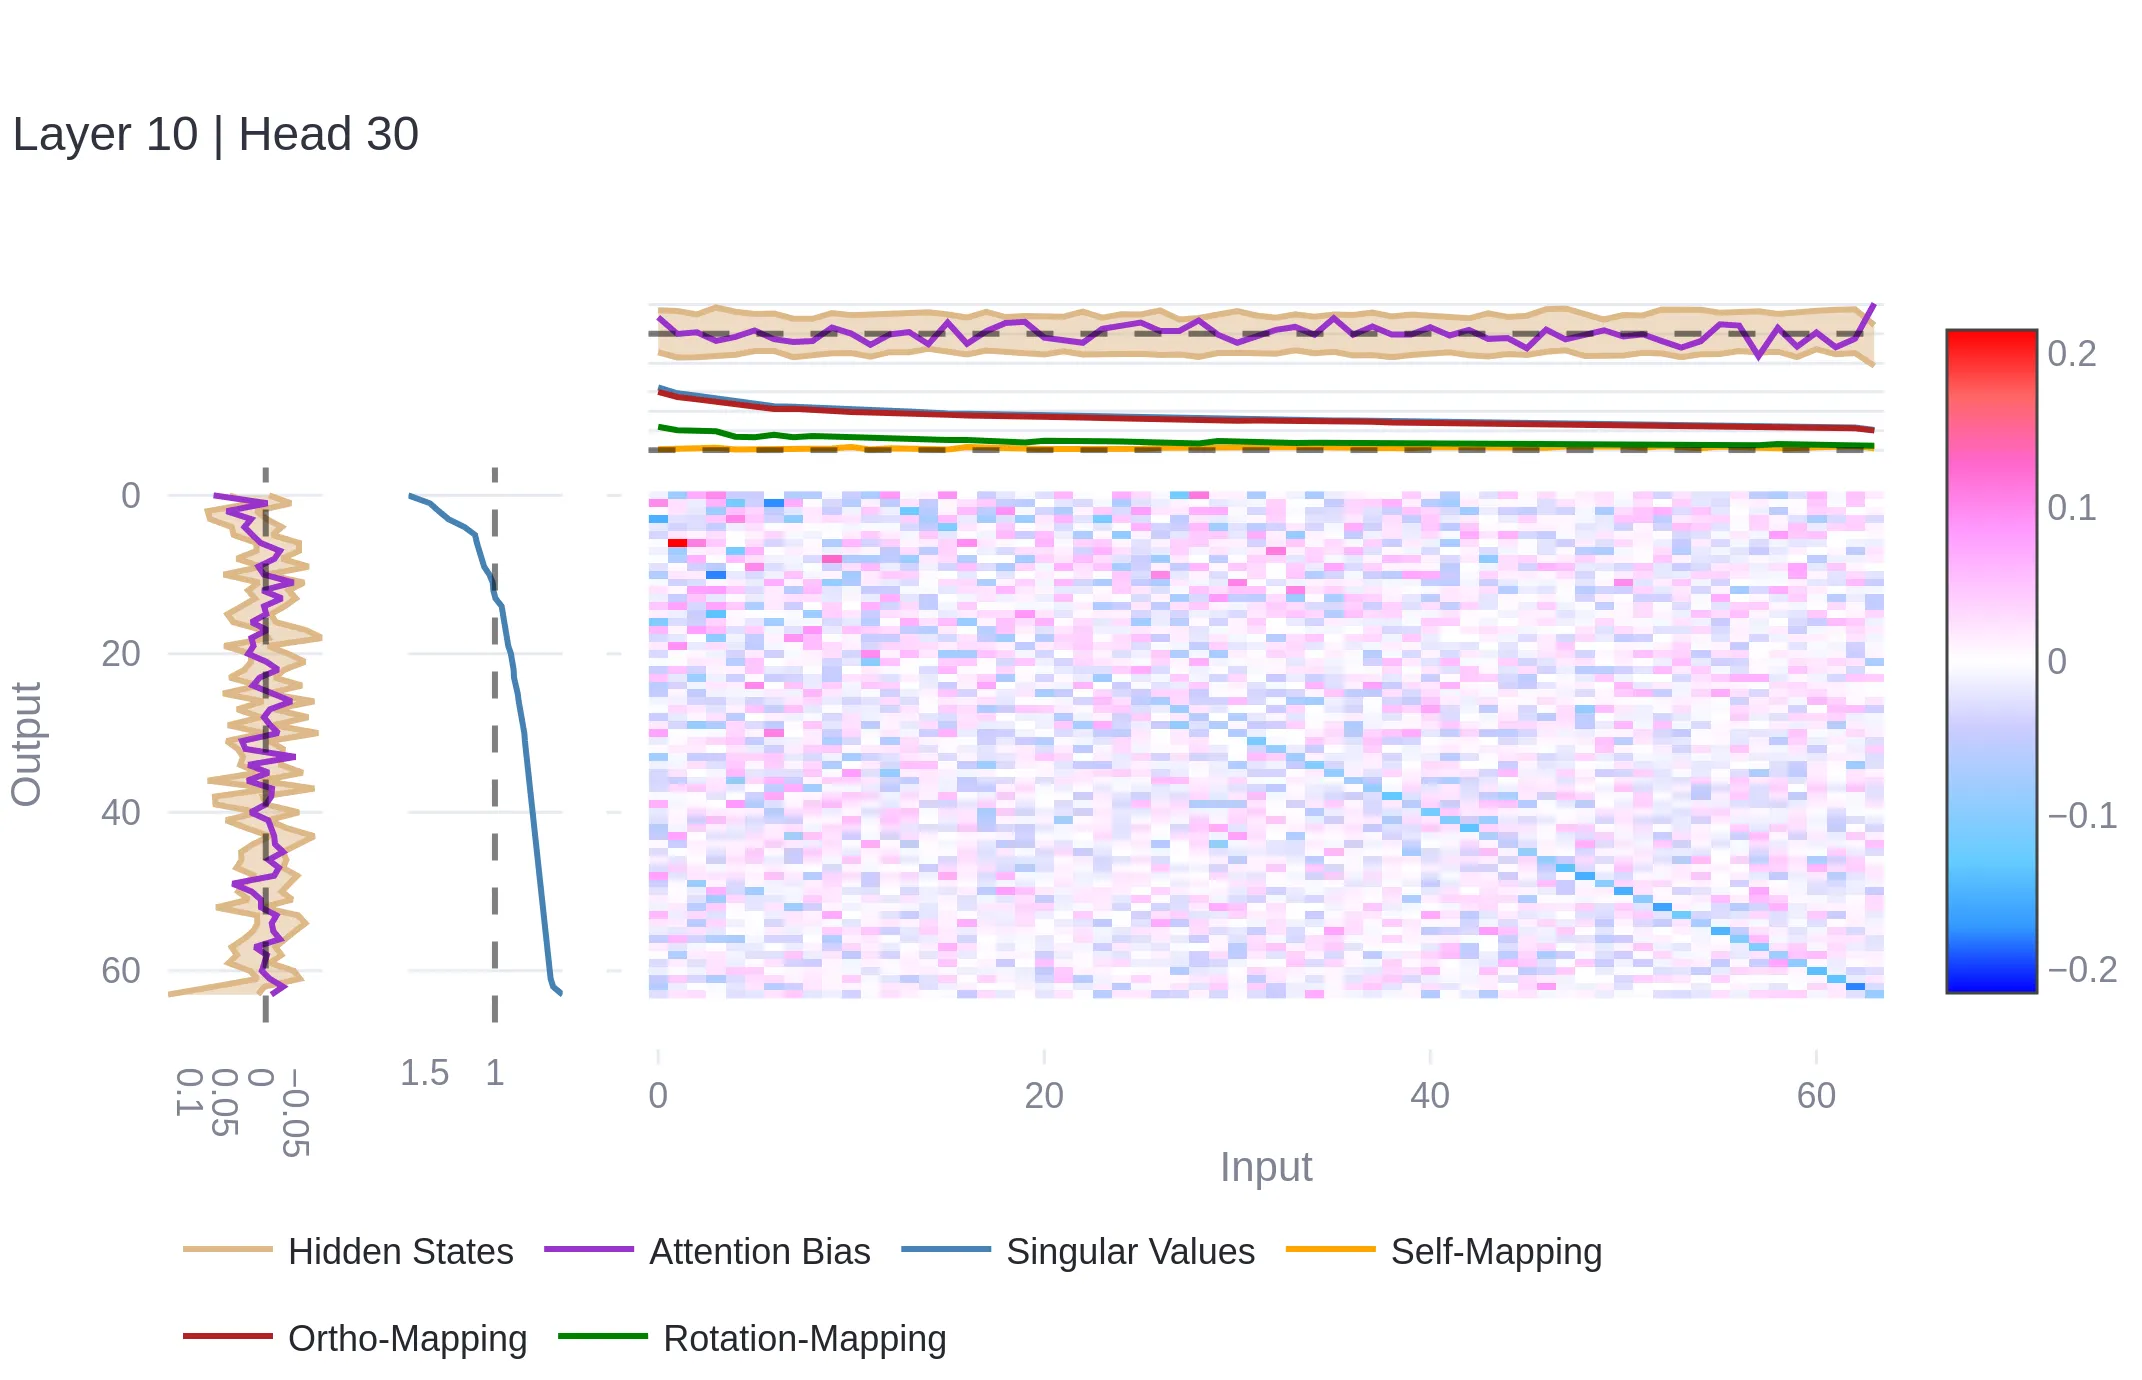 Layer 10 | Head 30
0.2
0.1
0
−0.1
−0.2
Output
0
20
40
60
0.1
0.05
0
−0.05
1.5
1
0
20
40
60
Input
Hidden States
Attention Bias
Singular Values
Self-Mapping
Ortho-Mapping
Rotation-Mapping